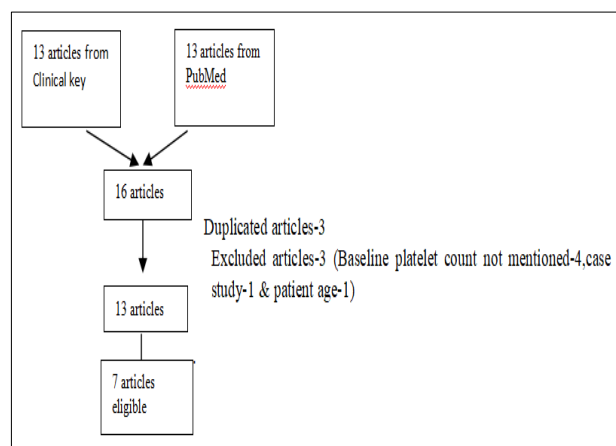 13 articles from
Clinical key
13 articles from
PubMed
16 articles
Duplicated articles-3
Excluded articles-3 (Baseline platelet count not mentioned-4,case
study-1 & patient age-1)
13 articles
7 articles
eligible